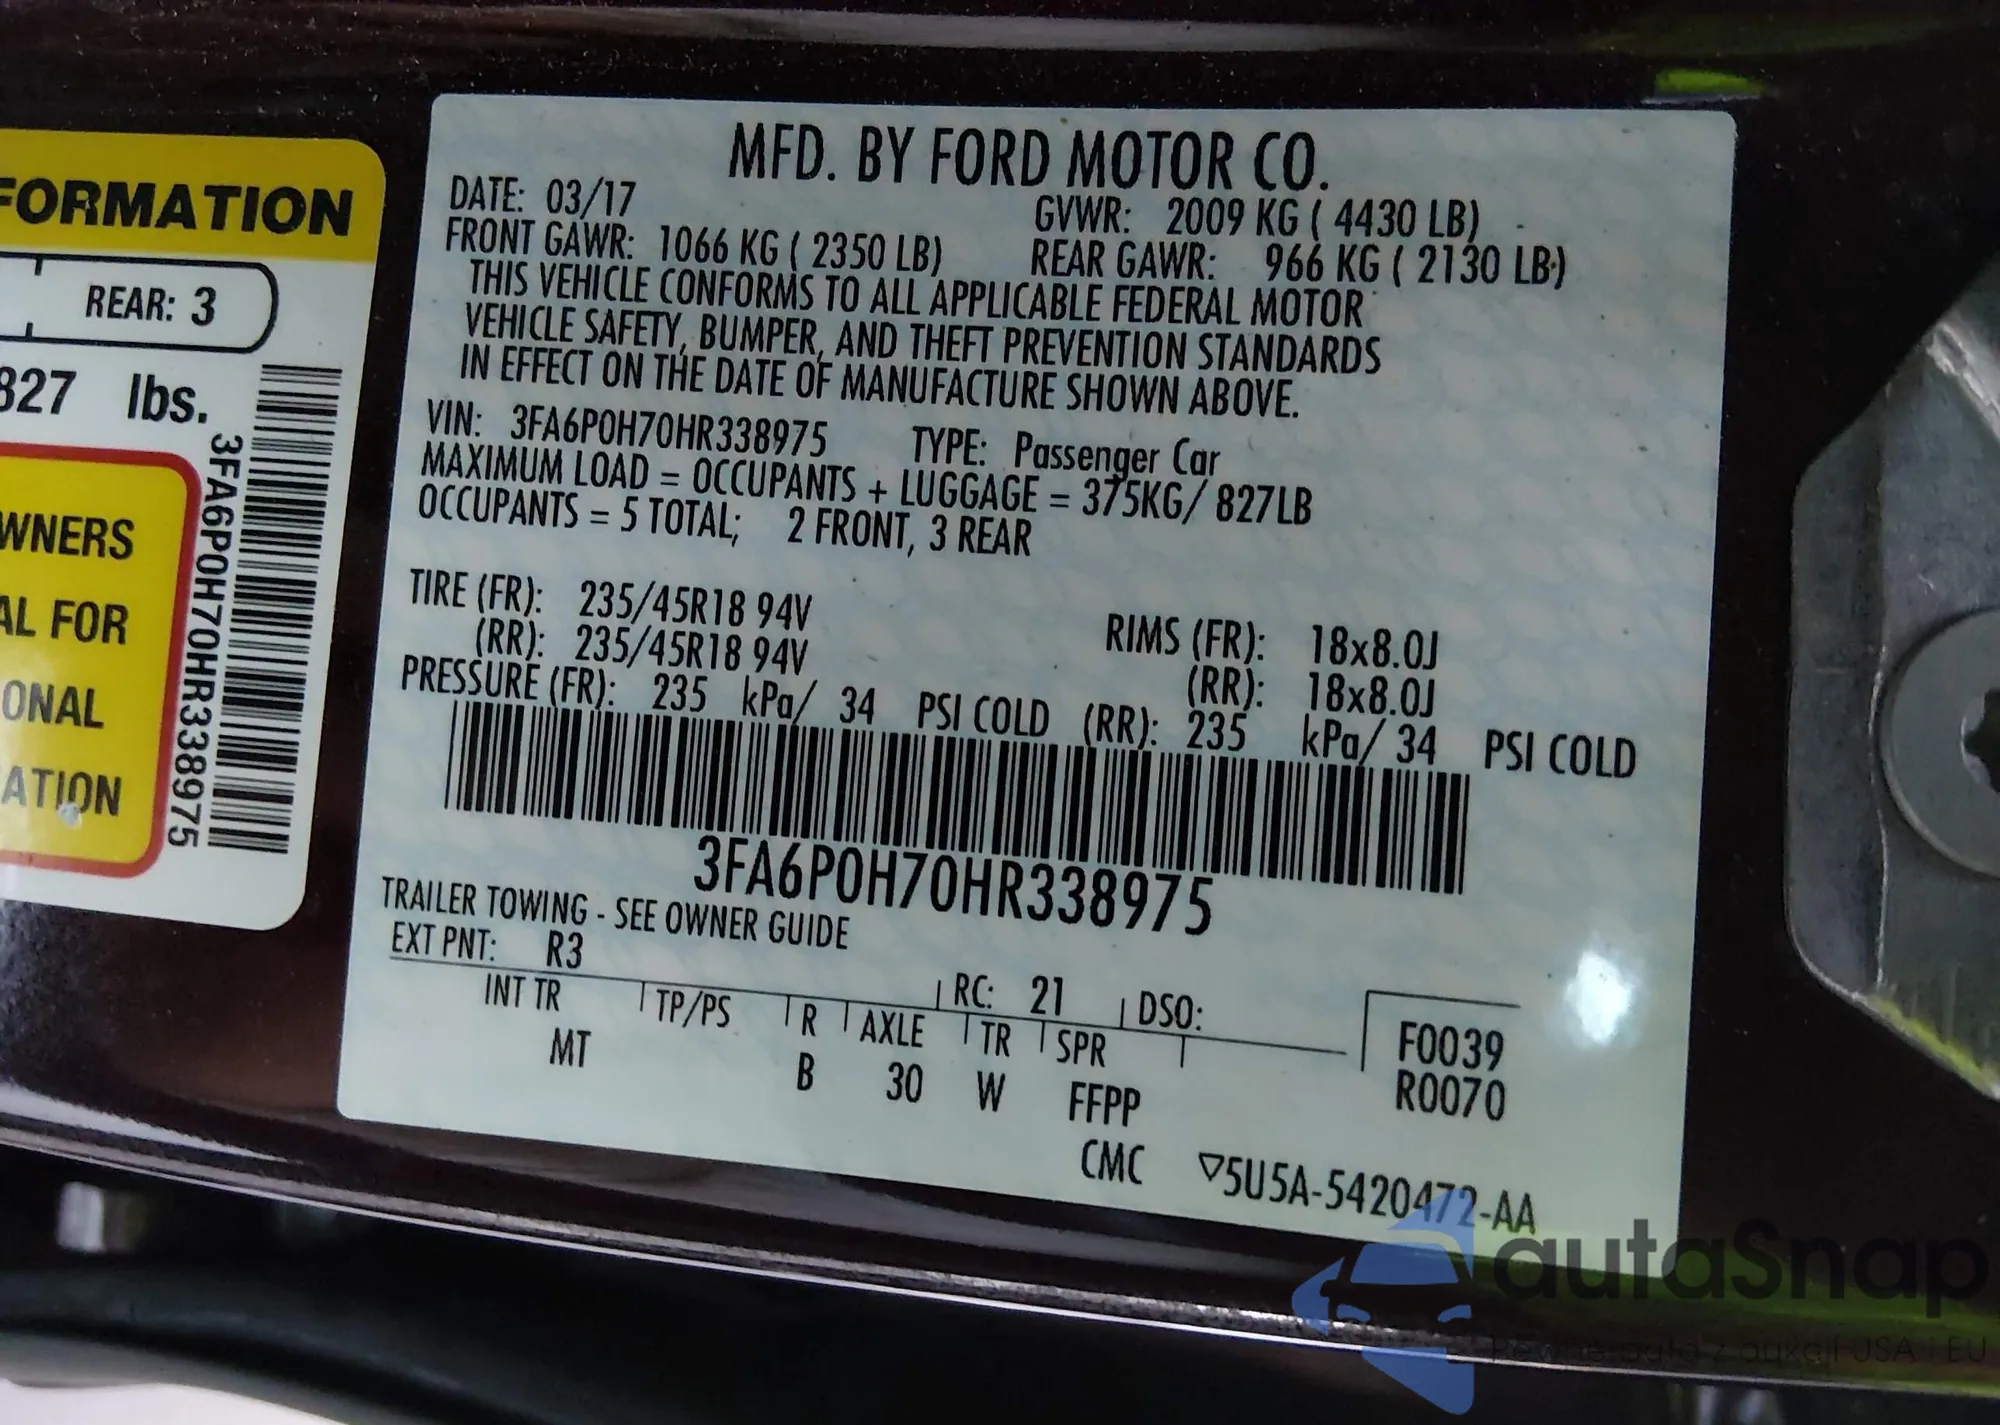 FORMATION
REAR: 3
827 lbs.
WNERS
AL FOR
ONAL
ATION
3FA6P0H70HR338975
MFD. BY FORD MOTOR CO.
DATE: 03/17 GVWR: 2009 KG ( 4430 LB)
FRONT GAWR: 1066 KG ( 2350 LB) REAR GAWR: 966 KG ( 2130 LB)
THIS VEHICLE CONFORMS TO ALL APPLICABLE FEDERAL MOTOR
VEHICLE SAFETY, BUMPER, AND THEFT PREVENTION STANDARDS
IN EFFECT ON THE DATE OF MANUFACTURE SHOWN ABOVE.
VIN: 3FA6P0H70HR338975 TYPE: Passenger Car
MAXIMUM LOAD = OCCUPANTS + LUGGAGE = 375KG/ 827LB
OCCUPANTS = 5 TOTAL; 2 FRONT, 3 REAR
TIRE (FR): 235/45R18 94V RIMS (FR): 18x8.0J
(RR): 235/45R18 94V (RR): 18x8.0J
PRESSURE (FR): 235 kPa/ 34 PSI COLD (RR): 235 kPa/ 34 PSI COLD
3FA6P0H70HR338975
TRAILER TOWING - SEE OWNER GUIDE
EXT PNT: R3 RC: 21 DSO:
INT TR TP/PS R AXLE TR SPR F0039
MT B 30 W FFPP R0070
CMC ▽5U5A-5420472-AA
autaSnap
Pewne auta z aukcji USA i EU